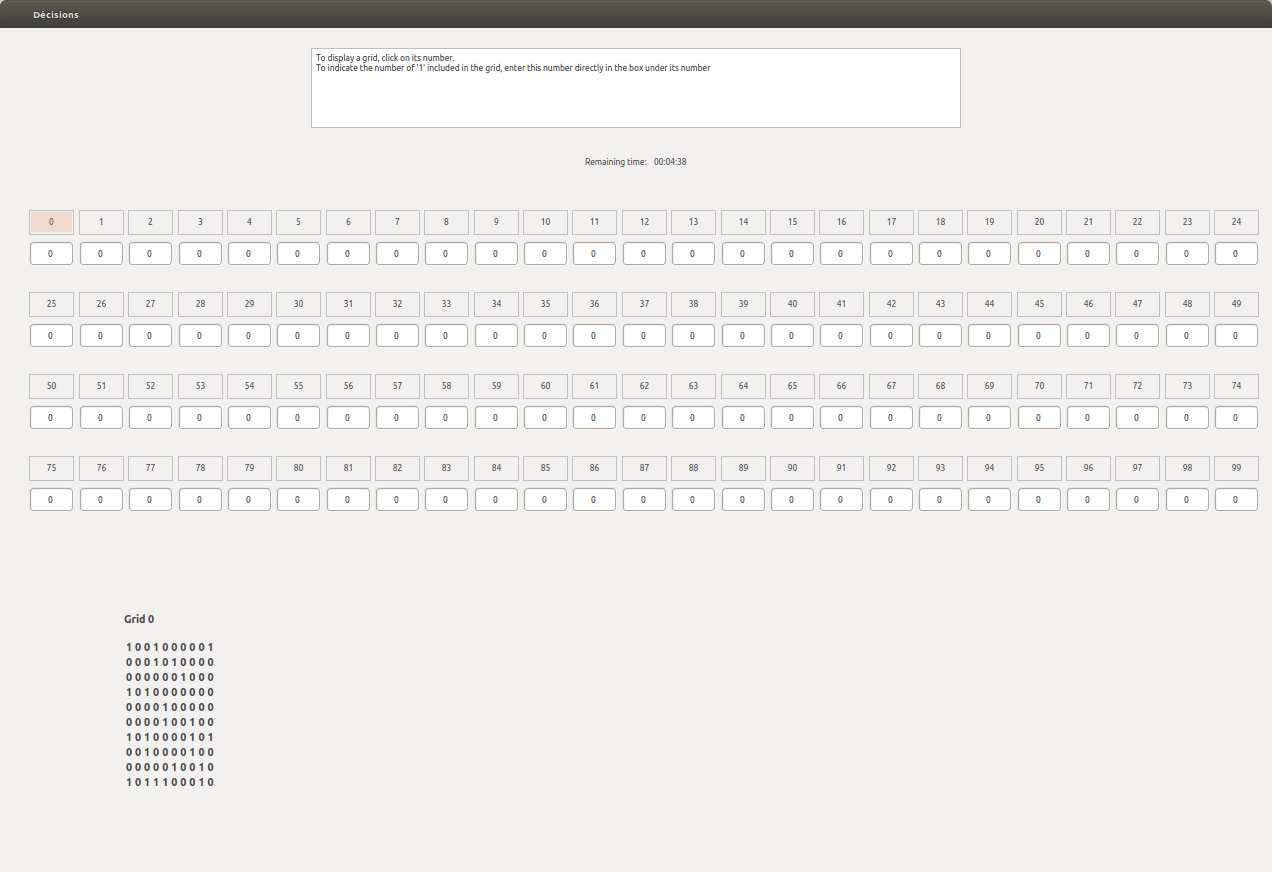 Décisions
To display a grid, click on its number.
To indicate the number of '1' included in the grid, enter this number directly in the box under its number
Remaining time: 00:04:38
0 1 2 3 4 5 6 7 8 9 10 11 12 13 14 15 16 17 18 19 20 21 22 23 24
0 0 0 0 0 0 0 0 0 0 0 0 0 0 0 0 0 0 0 0 0 0 0 0 0
25 26 27 28 29 30 31 32 33 34 35 36 37 38 39 40 41 42 43 44 45 46 47 48 49
0 0 0 0 0 0 0 0 0 0 0 0 0 0 0 0 0 0 0 0 0 0 0 0 0
50 51 52 53 54 55 56 57 58 59 60 61 62 63 64 65 66 67 68 69 70 71 72 73 74
0 0 0 0 0 0 0 0 0 0 0 0 0 0 0 0 0 0 0 0 0 0 0 0 0
75 76 77 78 79 80 81 82 83 84 85 86 87 88 89 90 91 92 93 94 95 96 97 98 99
0 0 0 0 0 0 0 0 0 0 0 0 0 0 0 0 0 0 0 0 0 0 0 0 0
Grid 0
1 0 0 1 0 0 0 0 0 1
0 0 0 1 0 1 0 0 0 0
0 0 0 0 0 0 1 0 0 0
1 0 1 0 0 0 0 0 0 0
0 0 0 0 1 0 0 0 0 0
0 0 0 0 1 0 0 1 0 0
1 0 1 0 0 0 0 1 0 1
0 0 1 0 0 0 0 1 0 0
0 0 0 0 0 1 0 0 1 0
1 0 1 1 1 0 0 0 1 0